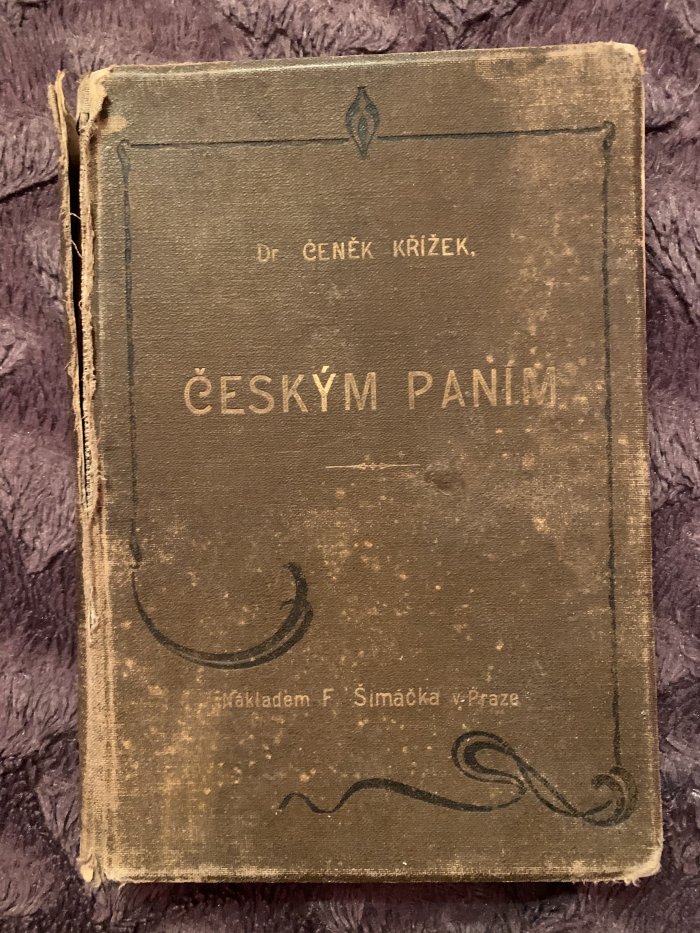 Dr ČENĚK KŘÍŽEK,
ČESKÝM PANÍM
Nákladem F. Šimáčka v Praze